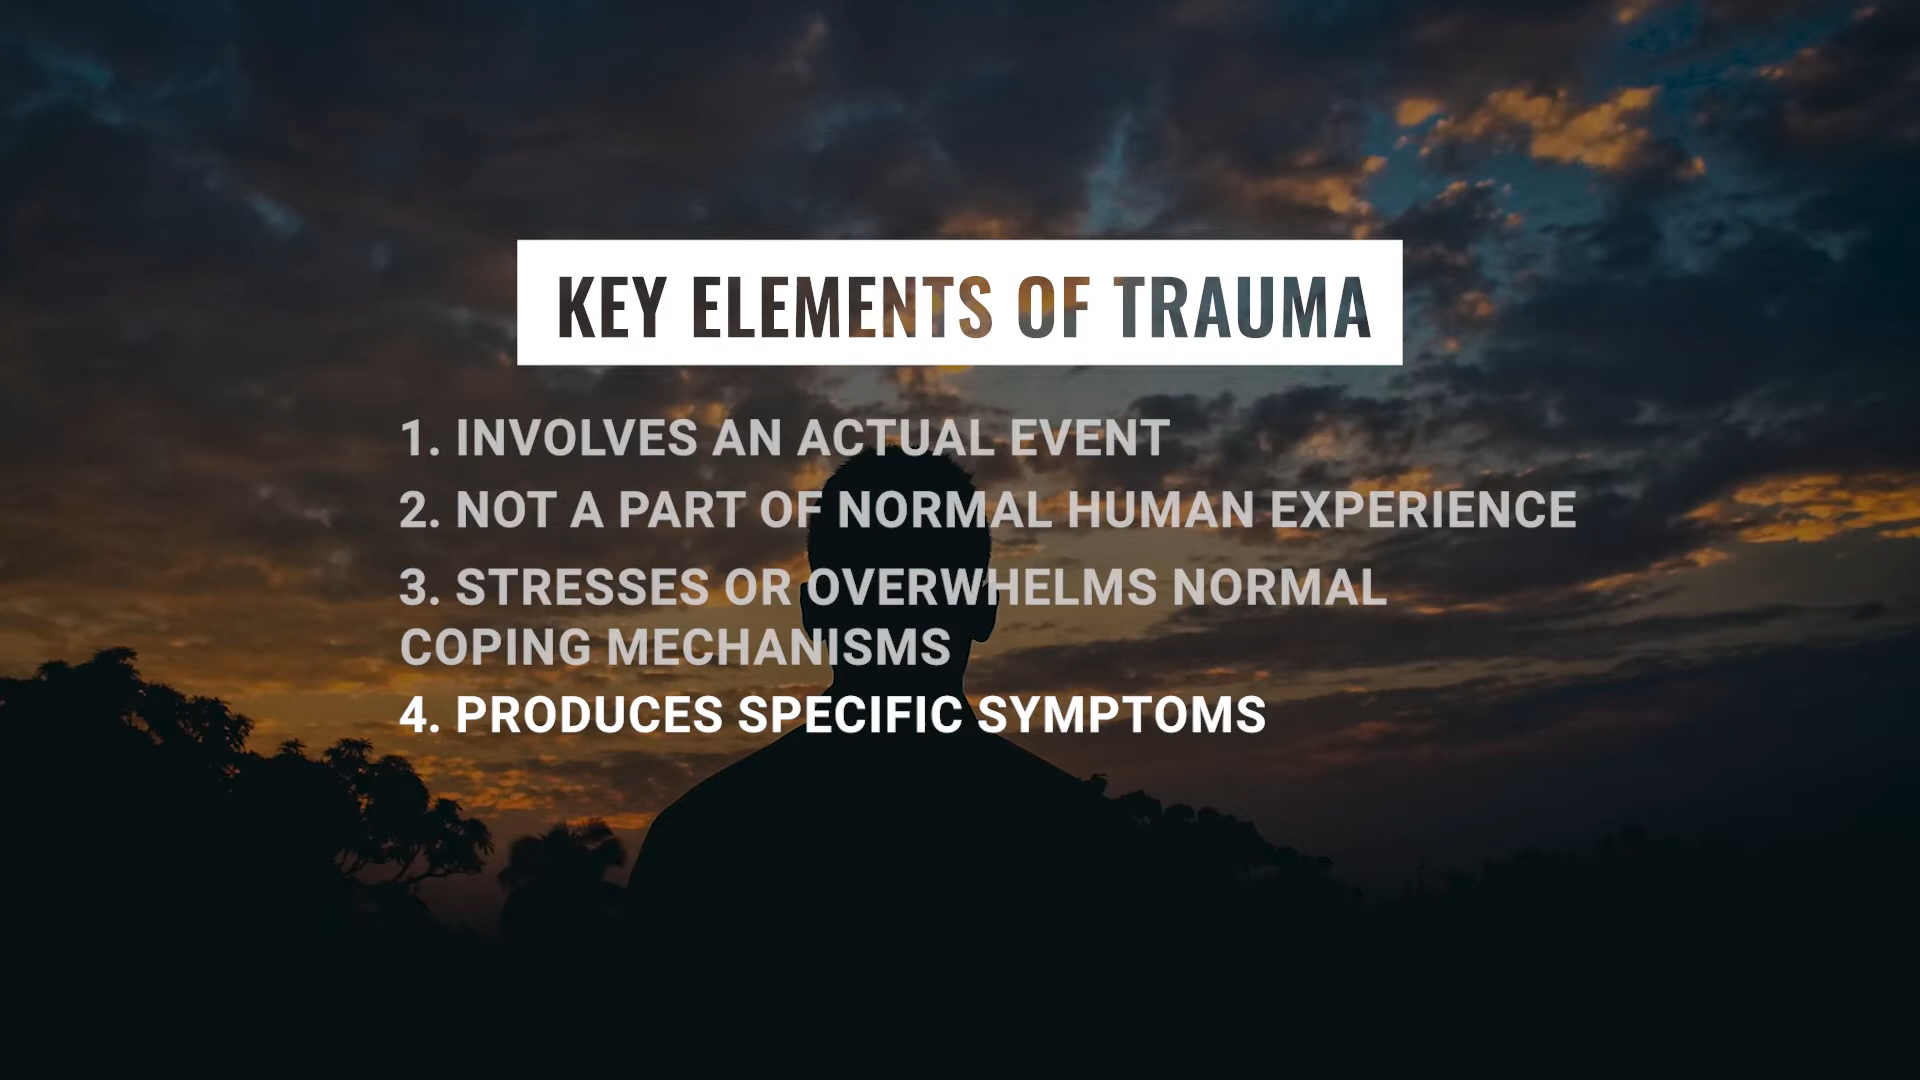 KEY ELEMENTS OF TRAUMA
1. INVOLVES AN ACTUAL EVENT
2. NOT A PART OF NORMAL HUMAN EXPERIENCE
3. STRESSES OR OVERWHELMS NORMAL
COPING MECHANISMS
4. PRODUCES SPECIFIC SYMPTOMS